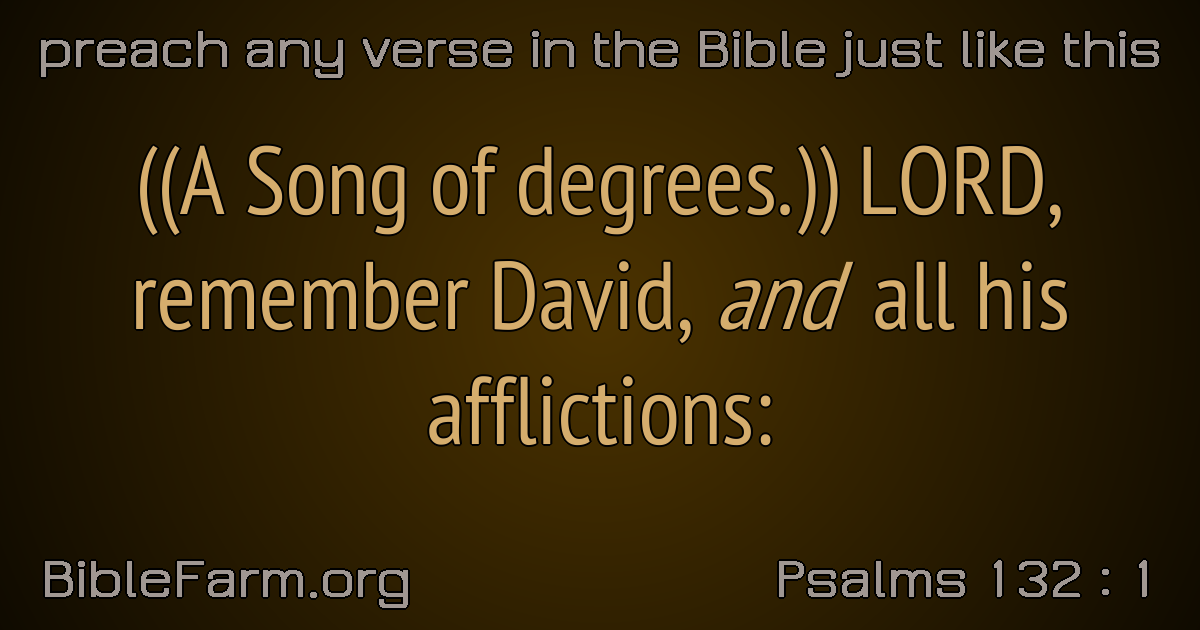 preach any verse in the Bible just like this
((A Song of degrees.)) LORD,
remember David, and all his
afflictions:
BibleFarm.org
Psalms 132 : 1